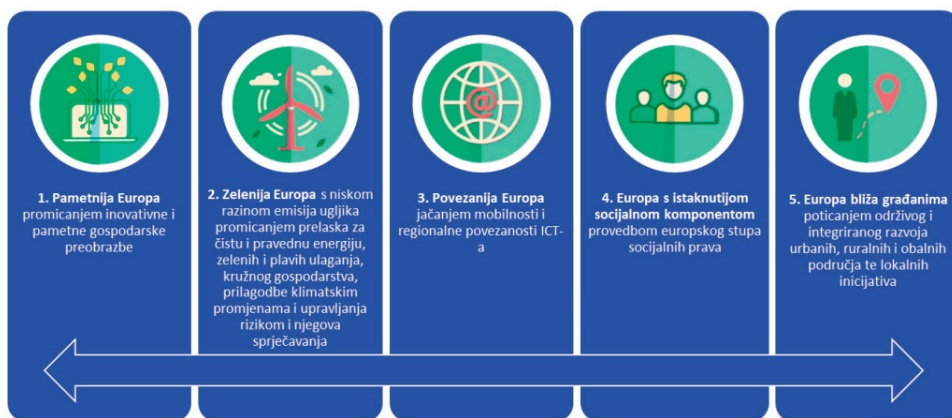 1. Pametnija Europa
promicanjem inovativne i
pametne gospodarske
preobrazbe
2. Zelenija Europa s niskom
razinom emisija ugljika
promicanjem prelaska za
čistu i pravednu energiju,
zelenih i plavih ulaganja,
kružnog gospodarstva,
prilagodbe klimatskim
promjenama i upravljanja
rizikom i njegova
sprječavanja
@
3. Povezanija Europa
jačanjem mobilnosti i
regionalne povezanosti ICT-
a
4. Europa s istaknutijom
socijalnom komponentom
provedbom europskog stupa
socijalnih prava
5. Europa bliža građanima
poticanjem održivog i
integriranog razvoja
urbanih, ruralnih i obalnih
područja te lokalnih
inicijativa